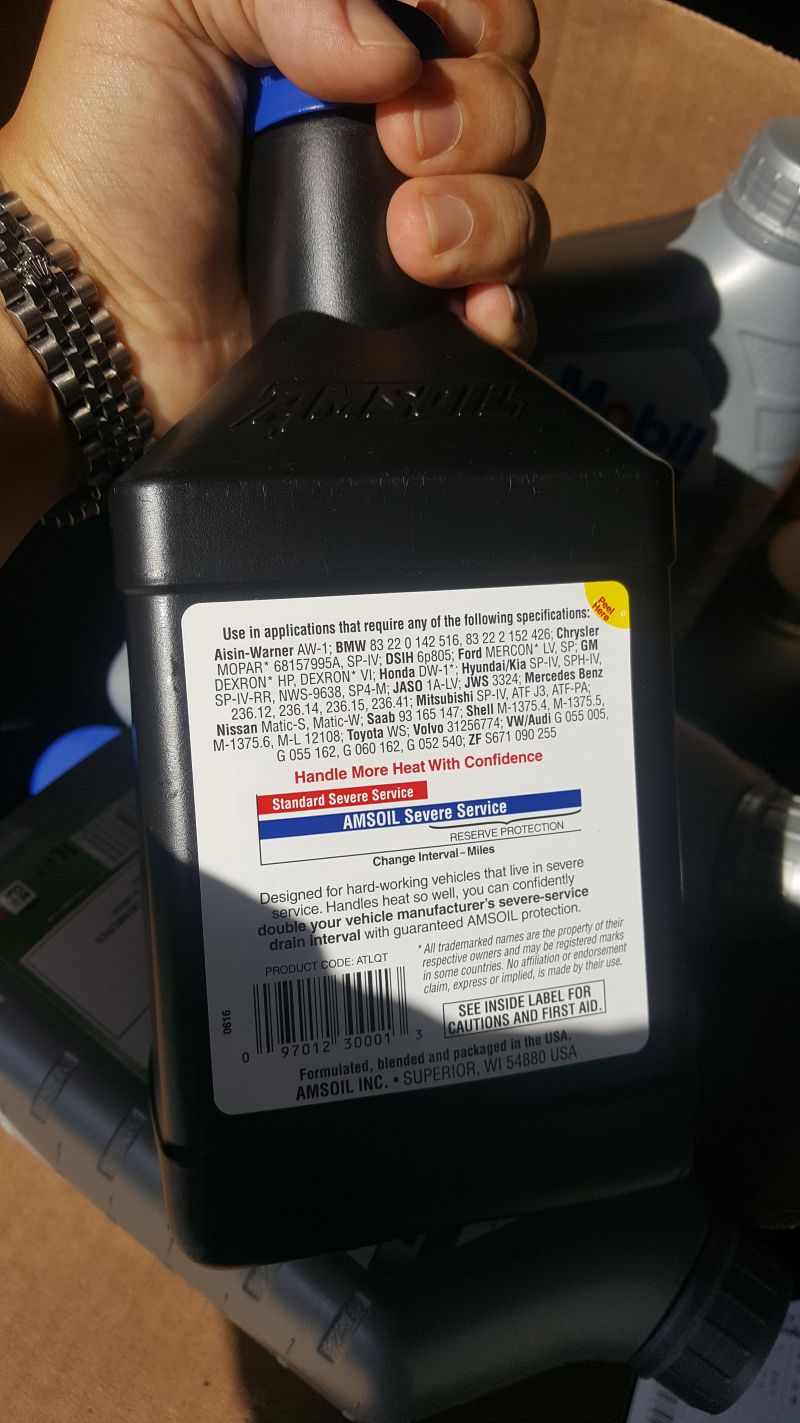 AMSOIL
Mobil
Peel
Here
Use in applications that require any of the following specifications:
Aisin-Warner AW-1; BMW 83 22 0 142 516, 83 22 2 152 426; Chrysler
MOPAR* 68157995A, SP-IV; DSIH 6p805; Ford MERCON* LV, SP; GM
DEXRON* HP, DEXRON* VI; Honda DW-1*; Hyundai/Kia SP-IV, SPH-IV,
SP-IV-RR, NWS-9638, SP4-M; JASO 1A-LV; JWS 3324; Mercedes Benz
236.12, 236.14, 236.15, 236.41; Mitsubishi SP-IV, ATF J3, ATF-PA;
Nissan Matic-S, Matic-W; Saab 93 165 147; Shell M-1375.4, M-1375.5,
M-1375.6, M-L 12108; Toyota WS; Volvo 31256774; VW/Audi G 055 005,
G 055 162, G 060 162, G 052 540; ZF S671 090 255
Handle More Heat With Confidence
Standard Severe Service
AMSOIL Severe Service
RESERVE PROTECTION
Change Interval–Miles
Designed for hard-working vehicles that live in severe
service. Handles heat so well, you can confidently
double your vehicle manufacturer's severe-service
drain interval with guaranteed AMSOIL protection.
PRODUCT CODE: ATLQT
* All trademarked names are the property of their
respective owners and may be registered marks
in some countries. No affiliation or endorsement
claim, express or implied, is made by their use.
SEE INSIDE LABEL FOR
CAUTIONS AND FIRST AID.
0616
0 97012 30001 3
Formulated, blended and packaged in the USA.
AMSOIL INC. • SUPERIOR, WI 54880 USA